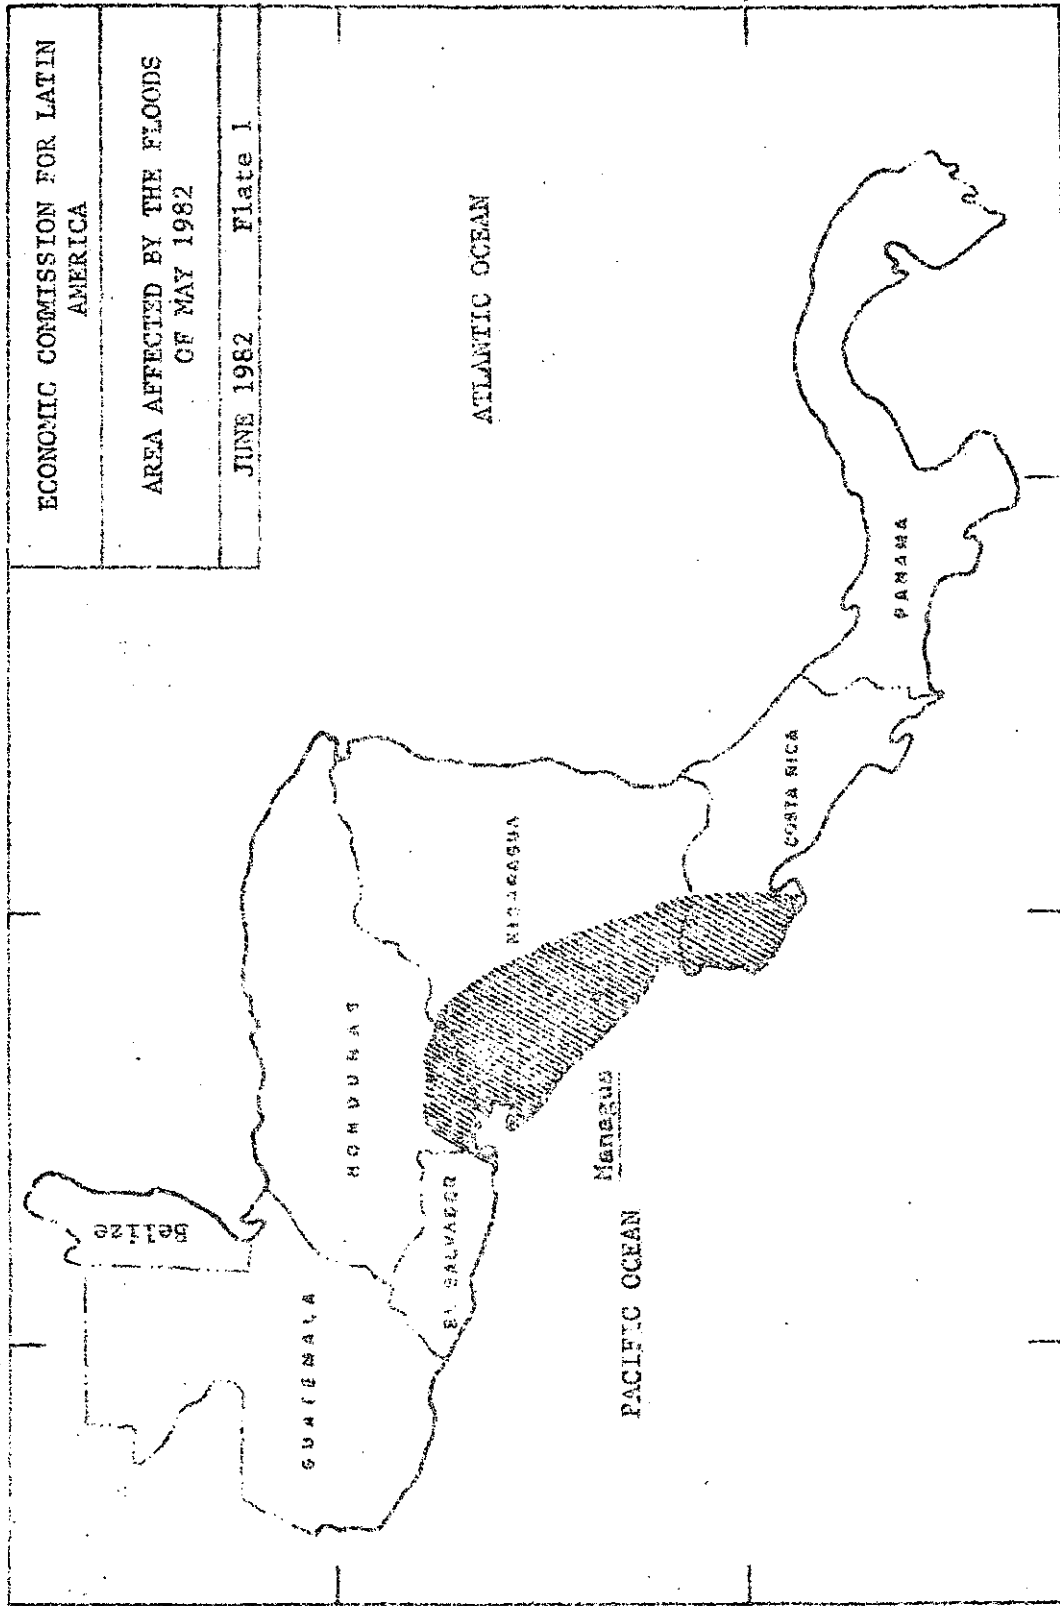 ECONOMIC COMMISSION FOR LATIN
AMERICA
AREA AFFECTED BY THE FLOODS
OF MAY 1982
JUNE 1982 Plate 1
ATLANTIC OCEAN
Belize
GUATEMALA
HONDURAS
EL SALVADOR
NICARAGUA
Managua
PACIFIC OCEAN
COSTA RICA
PANAMA